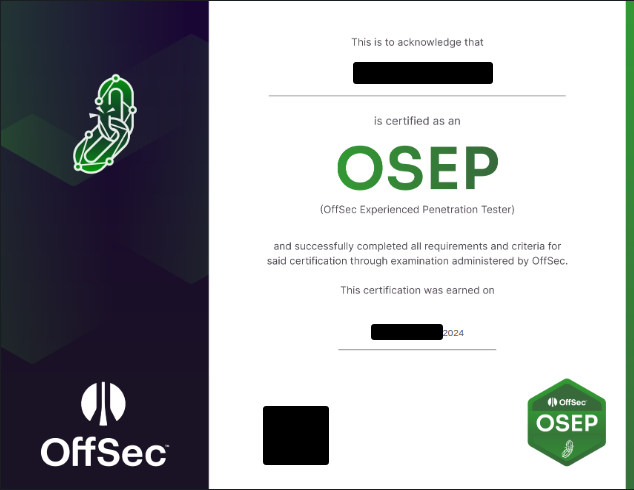 This is to acknowledge that
is certified as an
OSEP
(OffSec Experienced Penetration Tester)
and successfully completed all requirements and criteria for
said certification through examination administered by OffSec.
This certification was earned on
2024
OffSec™
OffSec
OSEP